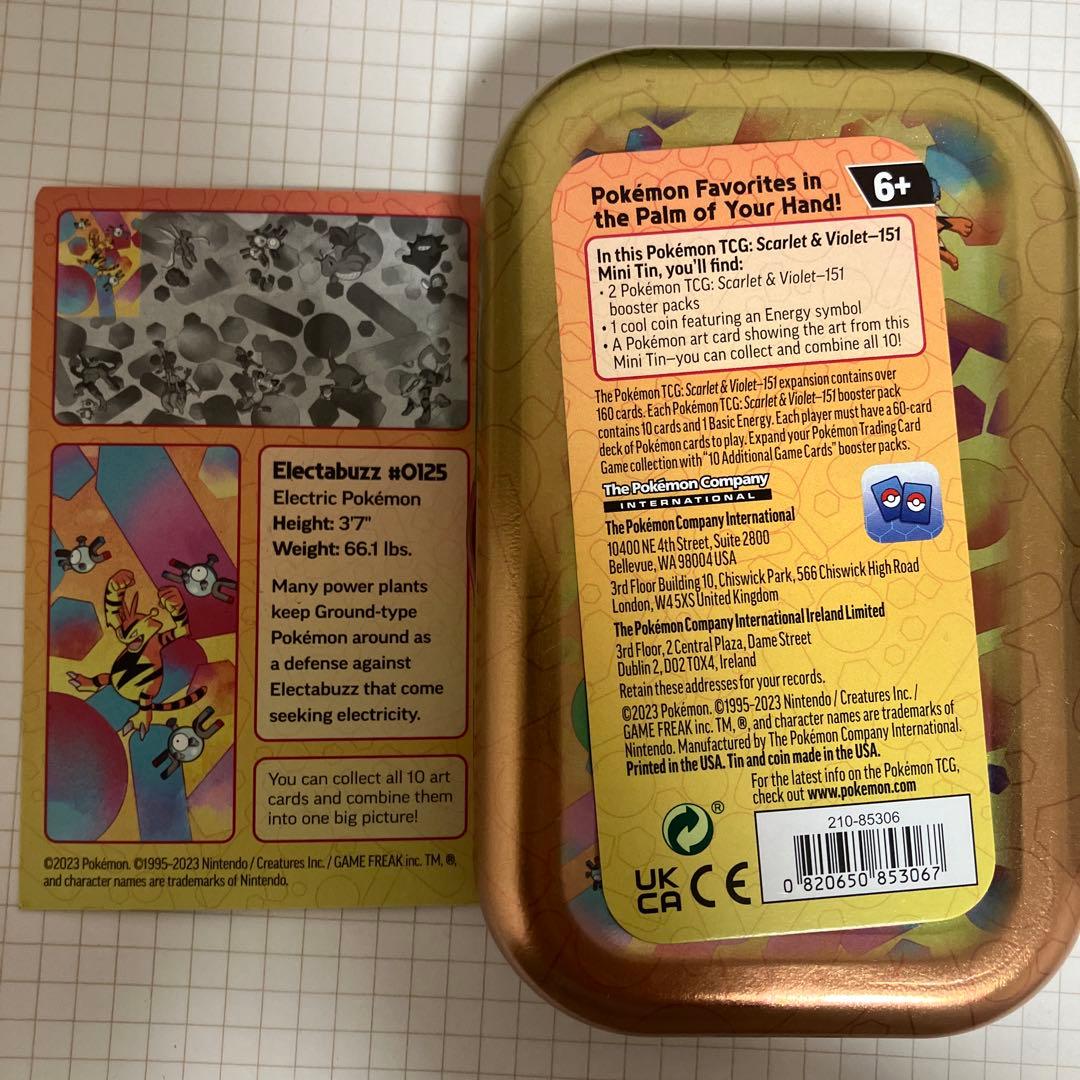 Electabuzz #0125
Electric Pokémon
Height: 3'7"
Weight: 66.1 lbs.
Many power plants
keep Ground-type
Pokémon around as
a defense against
Electabuzz that come
seeking electricity.
You can collect all 10 art
cards and combine them
into one big picture!
©2023 Pokémon. ©1995–2023 Nintendo / Creatures Inc. / GAME FREAK inc. TM, ®,
and character names are trademarks of Nintendo.
Pokémon Favorites in
the Palm of Your Hand!
6+
In this Pokémon TCG: Scarlet & Violet—151
Mini Tin, you'll find:
• 2 Pokémon TCG: Scarlet & Violet—151
booster packs
• 1 cool coin featuring an Energy symbol
• A Pokémon art card showing the art from this
Mini Tin—you can collect and combine all 10!
The Pokémon TCG: Scarlet & Violet—151 expansion contains over
160 cards. Each Pokémon TCG: Scarlet & Violet—151 booster pack
contains 10 cards and 1 Basic Energy. Each player must have a 60-card
deck of Pokémon cards to play. Expand your Pokémon Trading Card
Game collection with "10 Additional Game Cards" booster packs.
The Pokémon Company
INTERNATIONAL
The Pokémon Company International
10400 NE 4th Street, Suite 2800
Bellevue, WA 98004 USA
3rd Floor Building 10, Chiswick Park, 566 Chiswick High Road
London, W4 5XS United Kingdom
The Pokémon Company International Ireland Limited
3rd Floor, 2 Central Plaza, Dame Street
Dublin 2, D02 T0X4, Ireland
Retain these addresses for your records.
©2023 Pokémon. ©1995–2023 Nintendo / Creatures Inc. /
GAME FREAK inc. TM, ®, and character names are trademarks of
Nintendo. Manufactured by The Pokémon Company International.
Printed in the USA. Tin and coin made in the USA.
For the latest info on the Pokémon TCG,
check out www.pokemon.com
®
UK
CA CE
210-85306
0 820650 853067